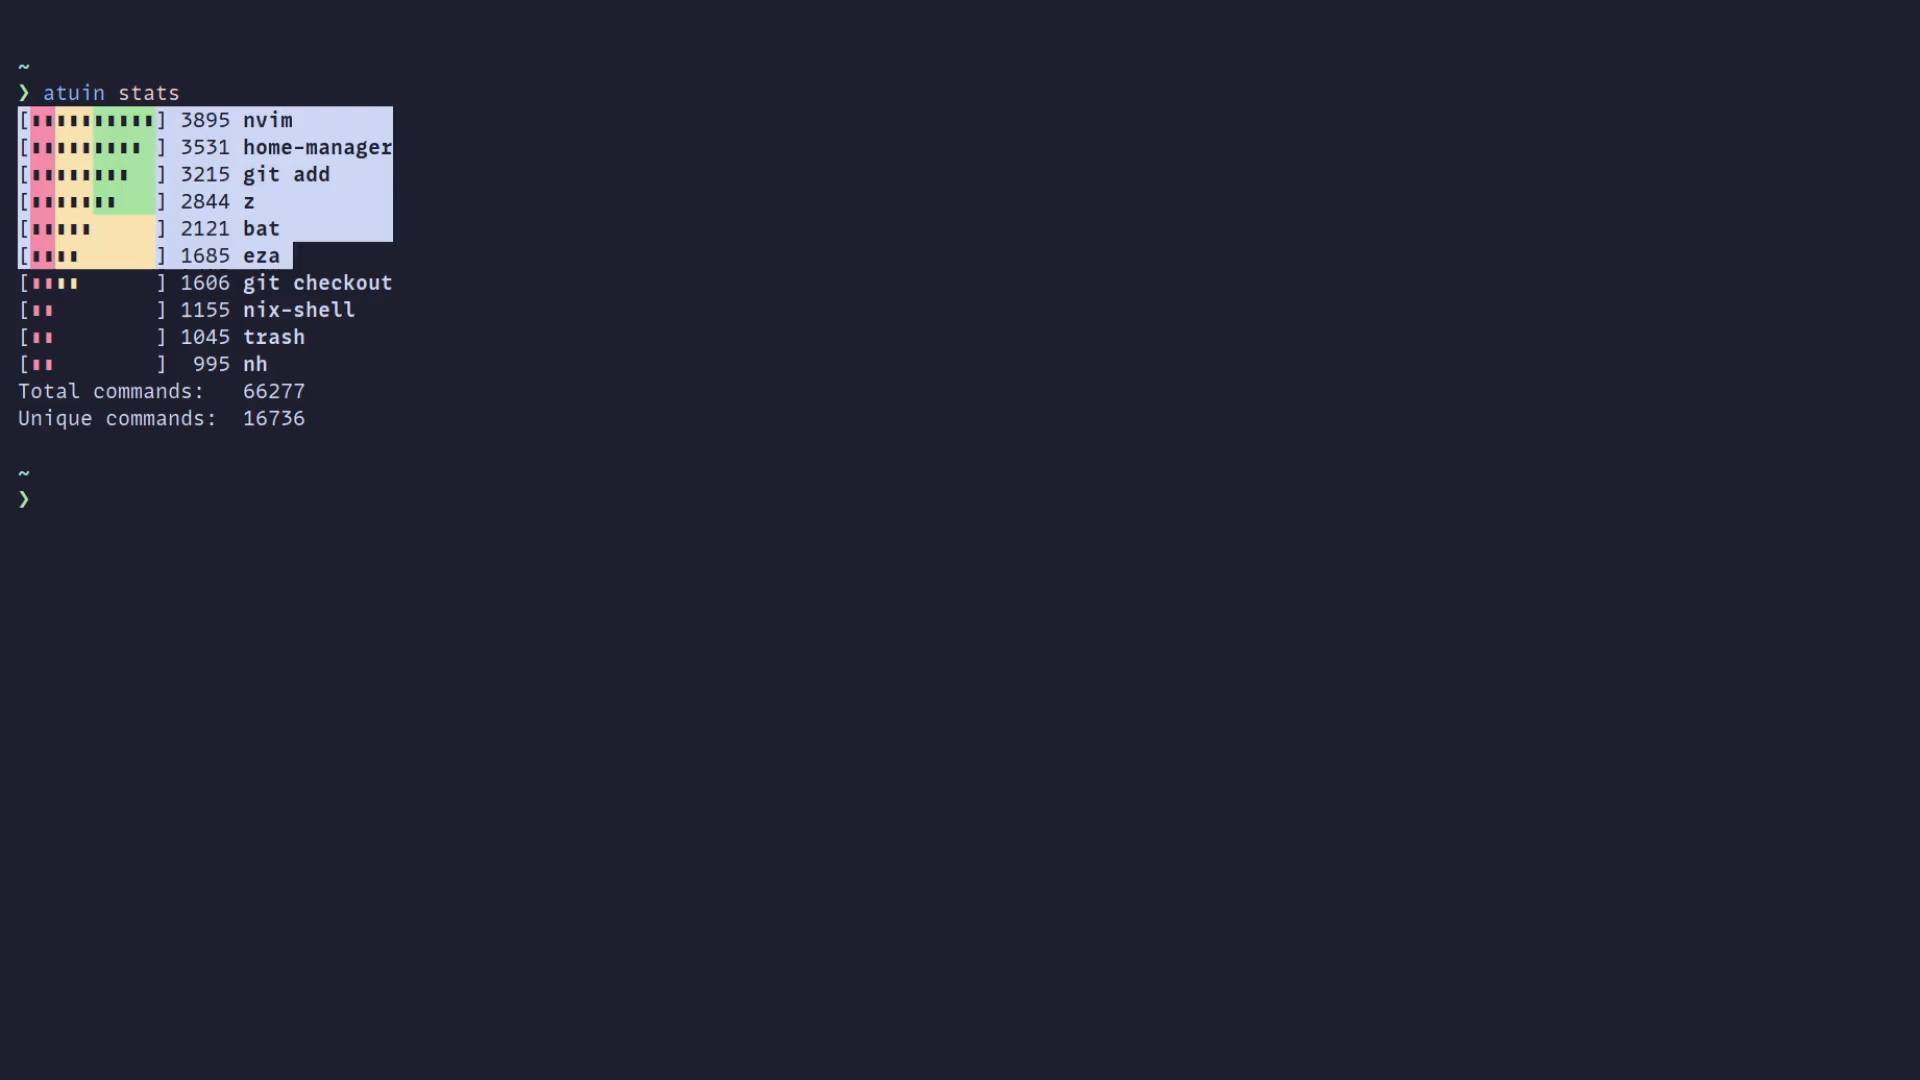 ~
❯ atuin stats
[▮▮▮▮▮▮▮▮▮▮] 3895 nvim
[▮▮▮▮▮▮▮▮▮ ] 3531 home-manager
[▮▮▮▮▮▮▮▮  ] 3215 git add
[▮▮▮▮▮▮▮   ] 2844 z
[▮▮▮▮▮     ] 2121 bat
[▮▮▮▮      ] 1685 eza
[▮▮▮▮      ] 1606 git checkout
[▮▮        ] 1155 nix-shell
[▮▮        ] 1045 trash
[▮▮        ]  995 nh
Total commands:   66277
Unique commands:  16736
~
❯